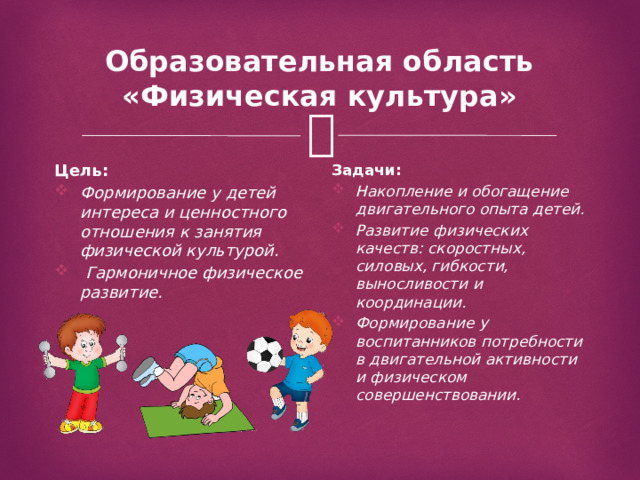 Образовательная область
«Физическая культура»
Цель:
Формирование у детей
интереса и ценностного
отношения к занятия
физической культурой.
Гармоничное физическое
развитие.
Задачи:
Накопление и обогащение
двигательного опыта детей.
Развитие физических
качеств: скоростных,
силовых, гибкости,
выносливости и
координации.
Формирование у
воспитанников потребности
в двигательной активности
и физическом
совершенствовании.